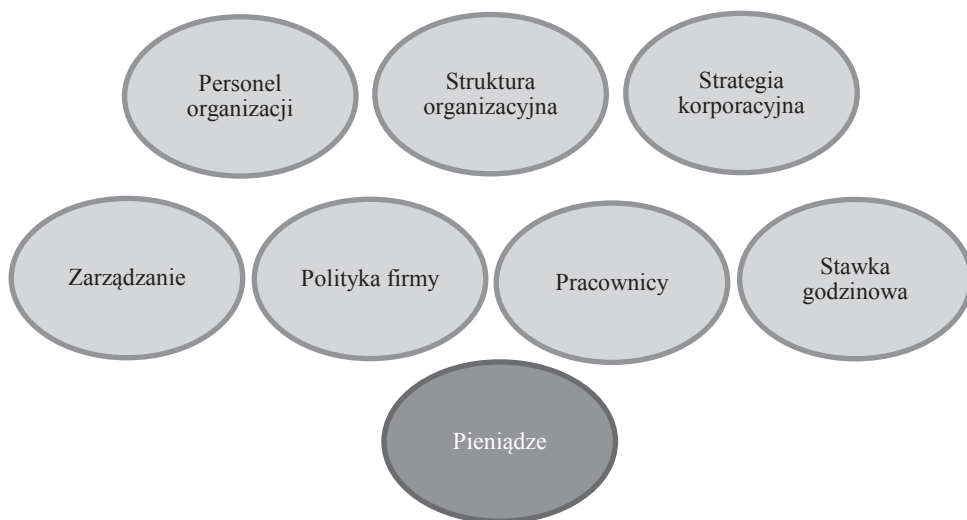 Personel
organizacji
Struktura
organizacyjna
Strategia
korporacyjna
Zarządzanie
Polityka firmy
Pracownicy
Stawka
godzinowa
Pieniądze